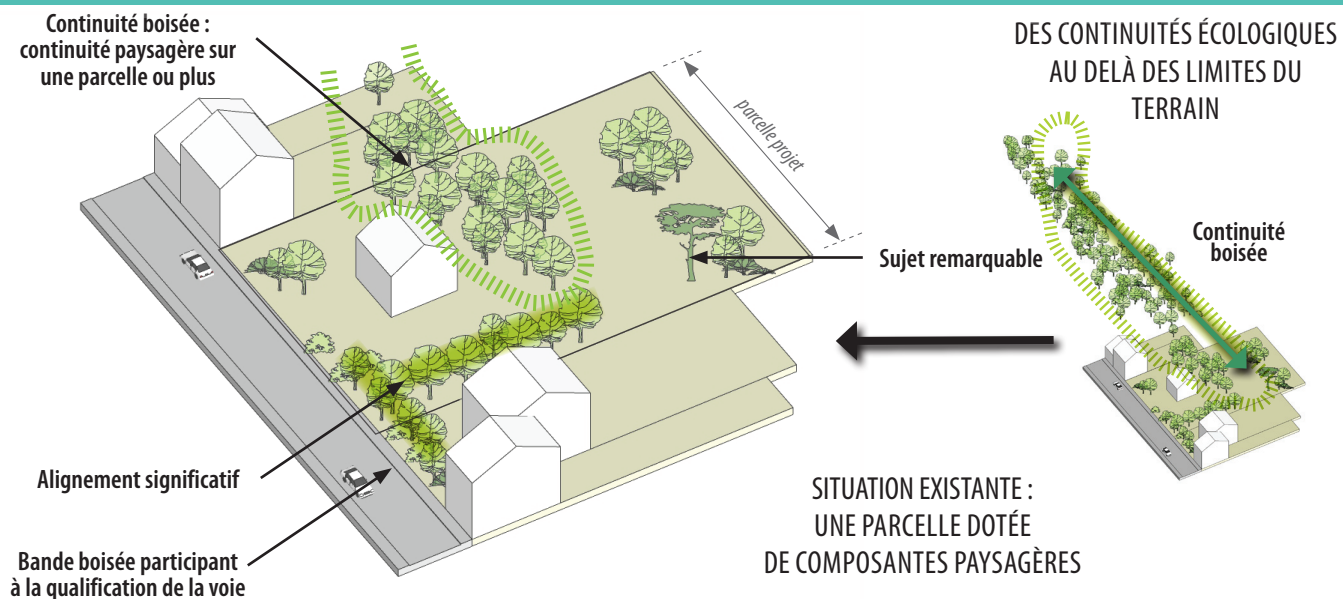 Continuité boisée :
continuité paysagère sur
une parcelle ou plus
parcelle projet
Sujet remarquable
Alignement significatif
Bande boisée participant
à la qualification de la voie
SITUATION EXISTANTE :
UNE PARCELLE DOTÉE
DE COMPOSANTES PAYSAGÈRES
DES CONTINUITÉS ÉCOLOGIQUES
AU DELÀ DES LIMITES DU
TERRAIN
Continuité
boisée